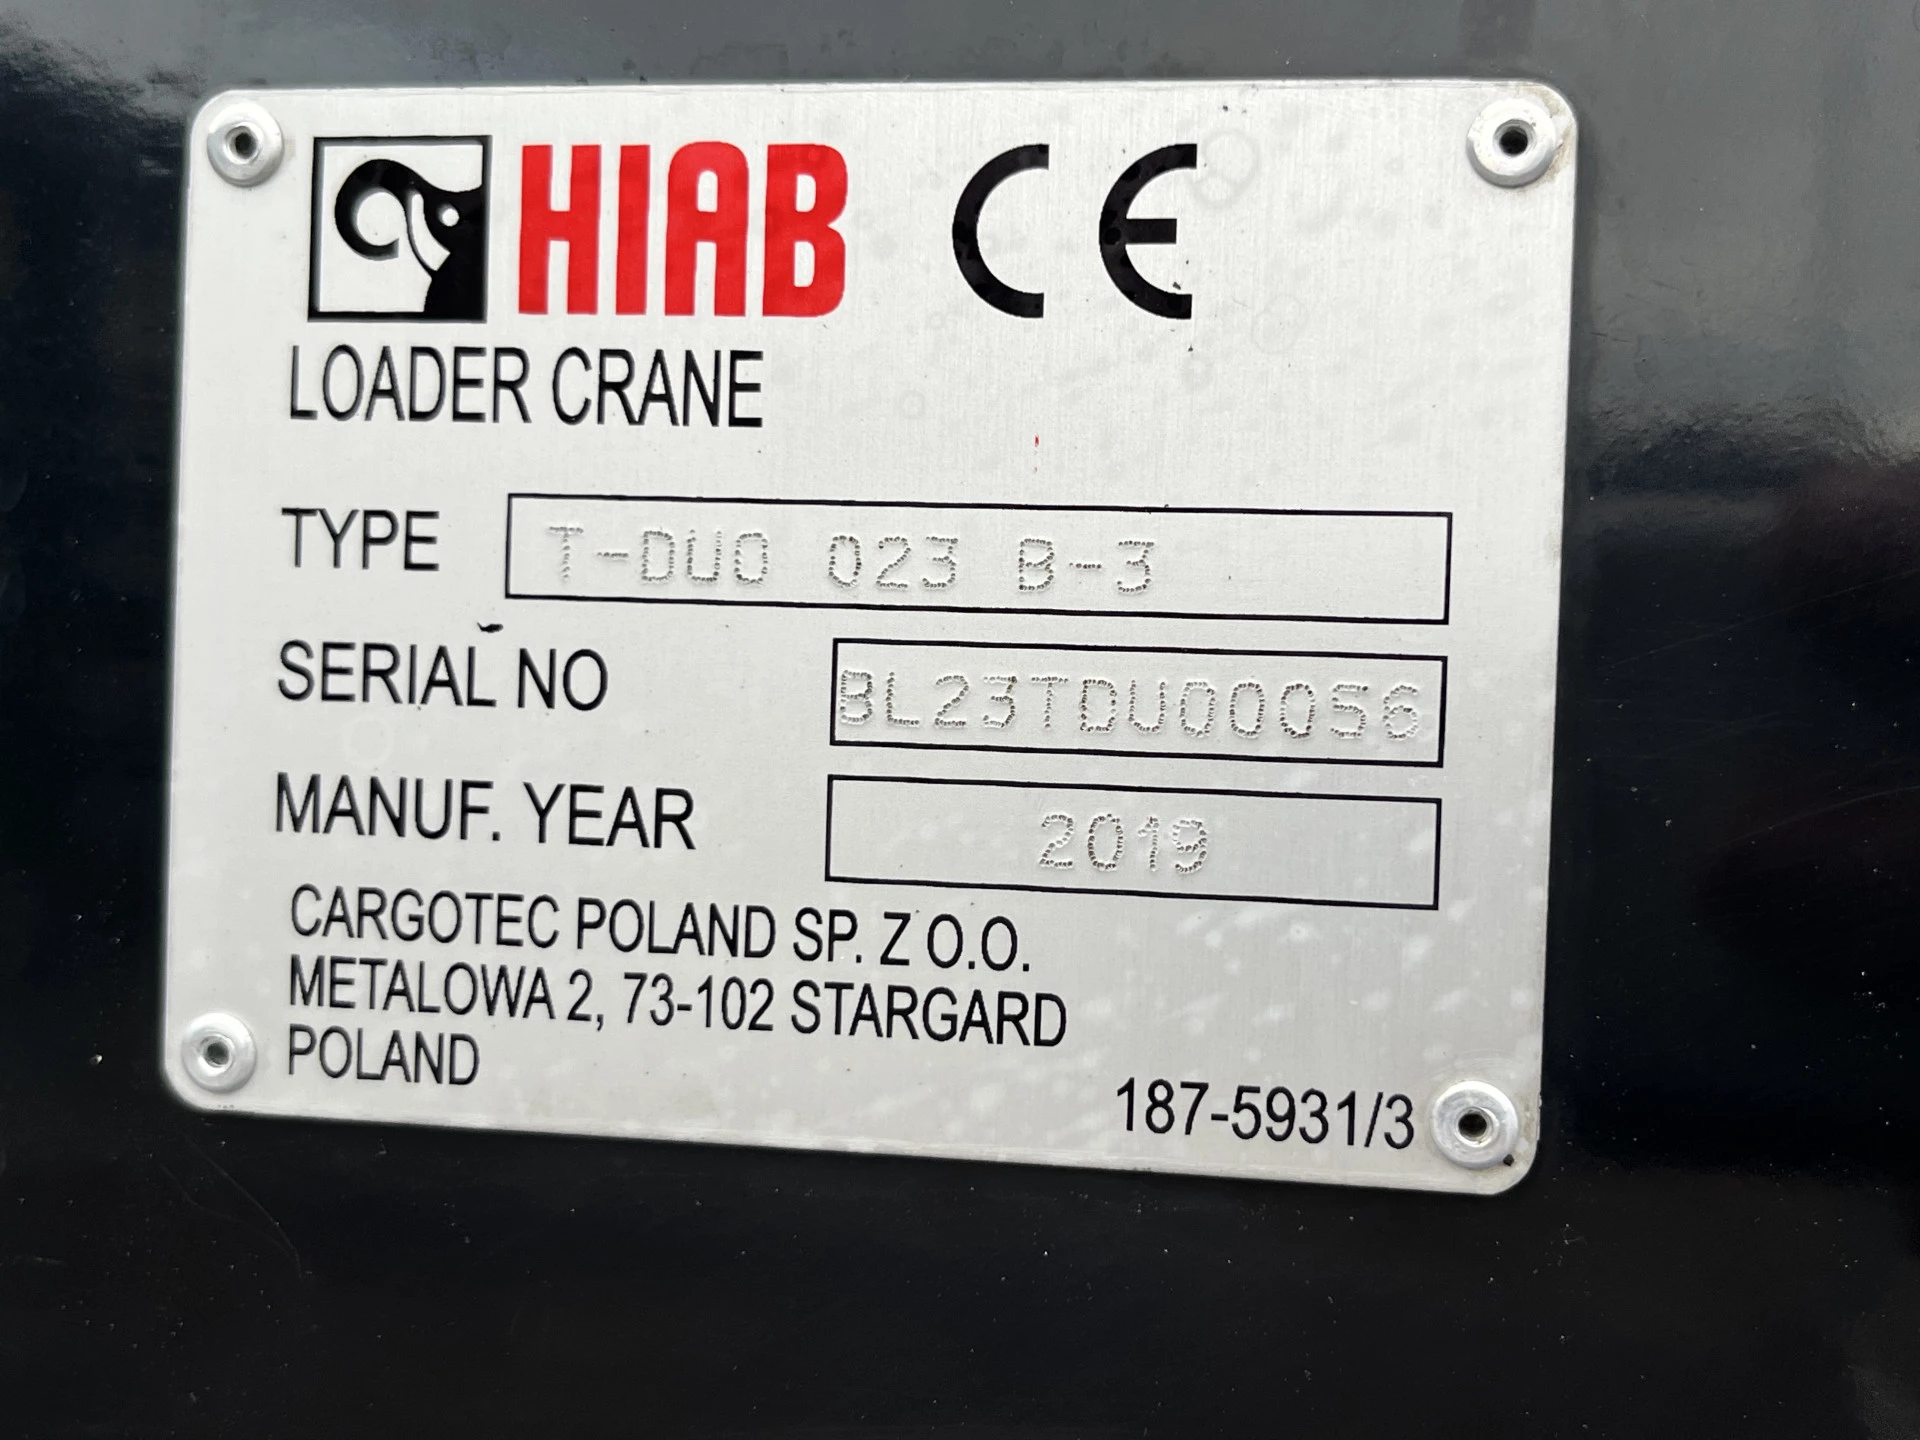 HIAB CE
LOADER CRANE
TYPE T-DUO 023 B-3
SERIAL NO BL23TDUO0056
MANUF. YEAR 2019
CARGOTEC POLAND SP. Z O.O.
METALOWA 2, 73-102 STARGARD
POLAND
187-5931/3